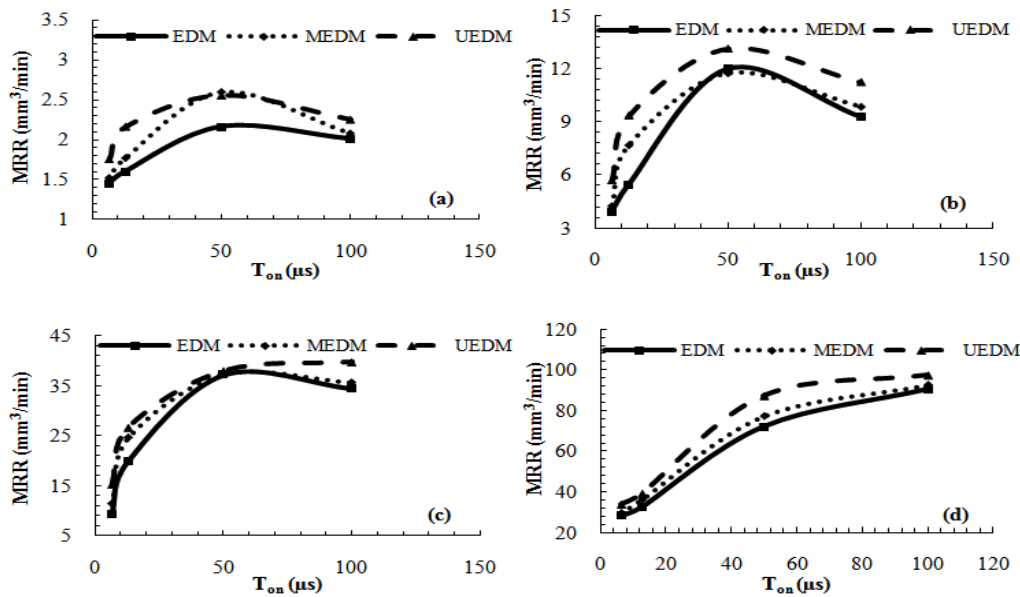 3.5
EDM MEDM UEDM
3
2.5
2
1.5
1
MRR (mm³/min)
(a)
0 50 100 150
Tₒₙ (µs)
15
EDM MEDM UEDM
12
9
6
3
MRR (mm³/min)
(b)
0 50 100 150
Tₒₙ (µs)
45
EDM MEDM UEDM
35
25
15
5
MRR (mm³/min)
(c)
0 50 100 150
Tₒₙ (µs)
120
EDM MEDM UEDM
100
80
60
40
20
MRR (mm³/min)
(d)
0 20 40 60 80 100 120
Tₒₙ (µs)